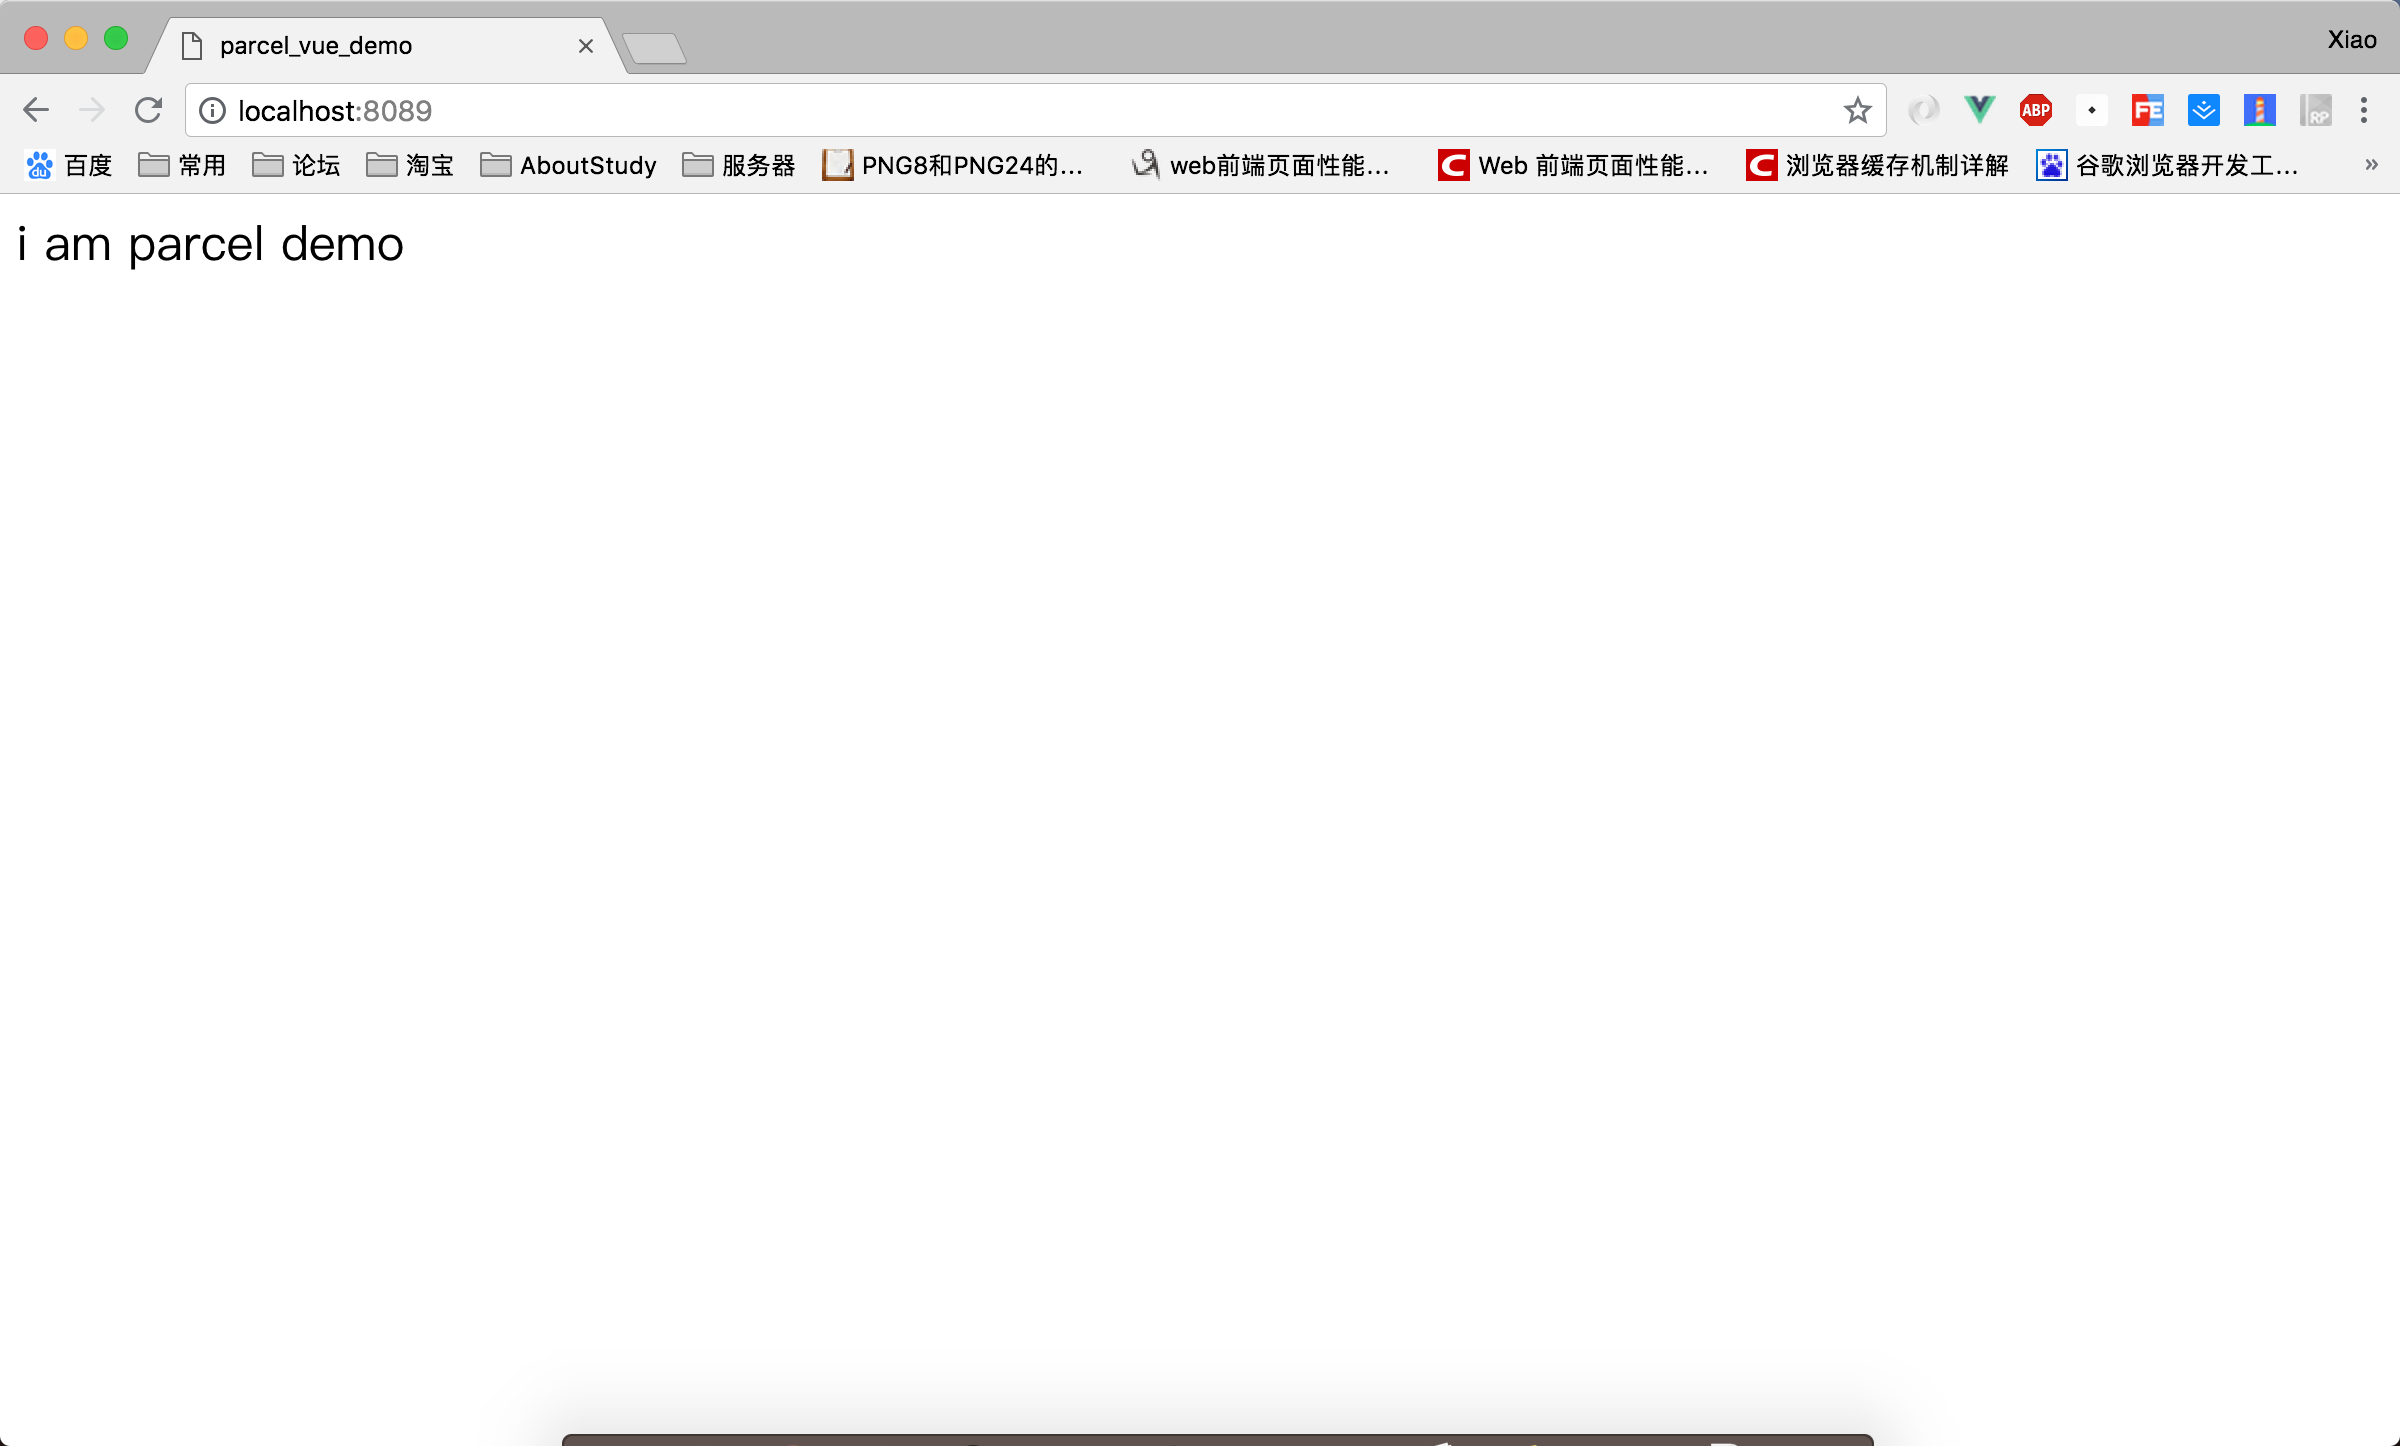 parcel_vue_demo
Xiao
localhost:8089
ABP
FE
RP
du
百度 常用 论坛 淘宝 AboutStudy 服务器 PNG8和PNG24的... web前端页面性能... Web 前端页面性能... 浏览器缓存机制详解 谷歌浏览器开发工... »
i am parcel demo